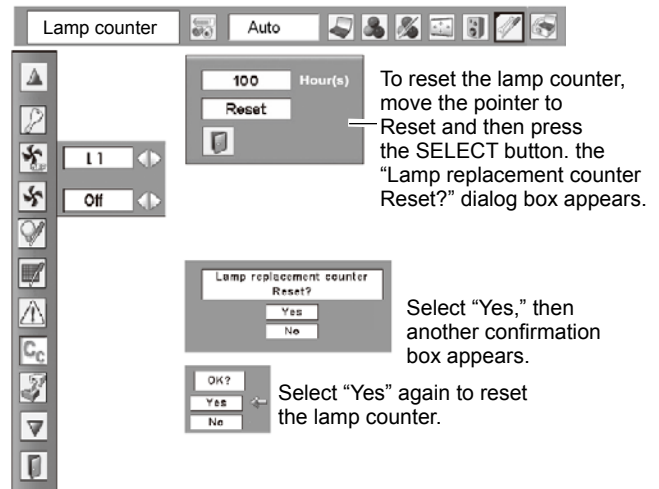 Lamp counter
Auto
100 Hour(s)
Reset
To reset the lamp counter,
move the pointer to
Reset and then press
the SELECT button. the
“Lamp replacement counter
Reset?” dialog box appears.
L1
Off
Lamp replacement counter
Reset?
Yes
No
Select “Yes,” then
another confirmation
box appears.
OK?
Yes
No
Select “Yes” again to reset
the lamp counter.
Cc